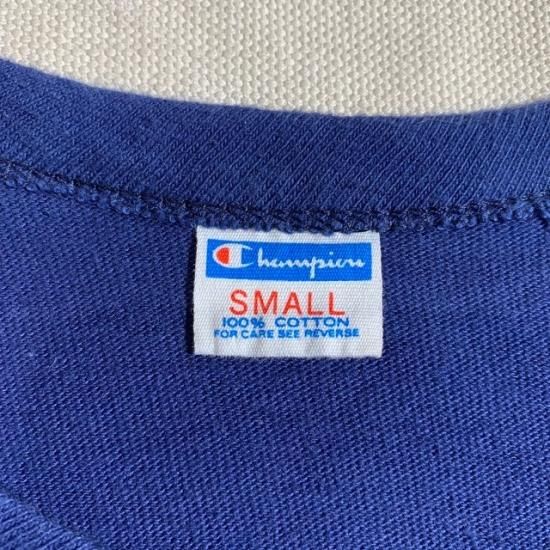 Champion
SMALL
100% COTTON
FOR CARE SEE REVERSE